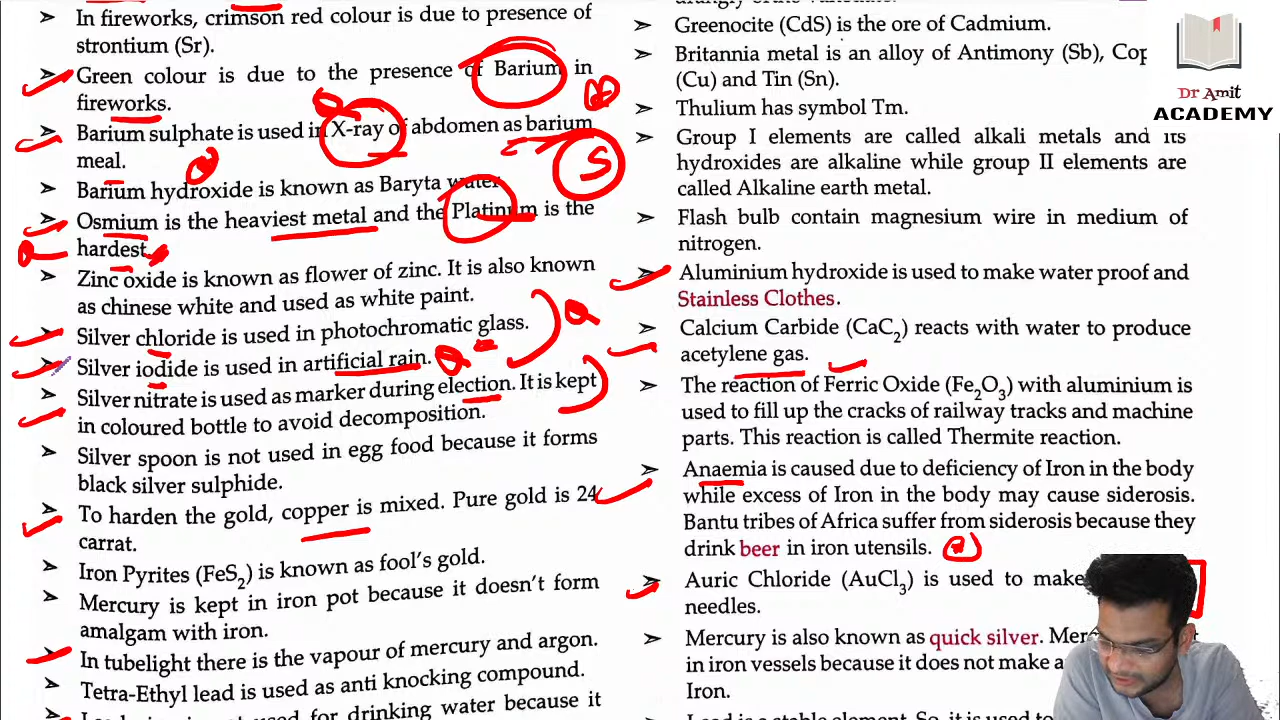 In fireworks, crimson red colour is due to presence of
strontium (Sr).
Green colour is due to the presence of Barium in
fireworks.
Barium sulphate is used in X-ray of abdomen as barium
meal.
Barium hydroxide is known as Baryta water
Osmium is the heaviest metal and the Platinum is the
hardest.
Zinc oxide is known as flower of zinc. It is also known
as chinese white and used as white paint.
Silver chloride is used in photochromatic glass.
Silver iodide is used in artificial rain.
Silver nitrate is used as marker during election. It is kept
in coloured bottle to avoid decomposition.
Silver spoon is not used in egg food because it forms
black silver sulphide.
To harden the gold, copper is mixed. Pure gold is 24
carrat.
Iron Pyrites (FeS₂) is known as fool's gold.
Mercury is kept in iron pot because it doesn't form
amalgam with iron.
In tubelight there is the vapour of mercury and argon.
Tetra-Ethyl lead is used as anti knocking compound.
used for drinking water because it
S
Greenocite (CdS) is the ore of Cadmium.
Britannia metal is an alloy of Antimony (Sb),
(Cu) and Tin (Sn).
Thulium has symbol Tm.
Group I elements are called alkali metals and its
hydroxides are alkaline while group II elements are
called Alkaline earth metal.
Flash bulb contain magnesium wire in medium of
nitrogen.
Aluminium hydroxide is used to make water proof and
Stainless Clothes.
Calcium Carbide (CaC₂) reacts with water to produce
acetylene gas.
The reaction of Ferric Oxide (Fe₂O₃) with aluminium is
used to fill up the cracks of railway tracks and machine
parts. This reaction is called Thermite reaction.
Anaemia is caused due to deficiency of Iron in the body
while excess of Iron in the body may cause siderosis.
Bantu tribes of Africa suffer from siderosis because they
drink beer in iron utensils.
Auric Chloride (AuCl₃) is used to make
needles.
Mercury is also known as quick silver.
in iron vessels because it does not make a
Iron.
Lead is a stable element. So, it is used to
Dr Amit
ACADEMY